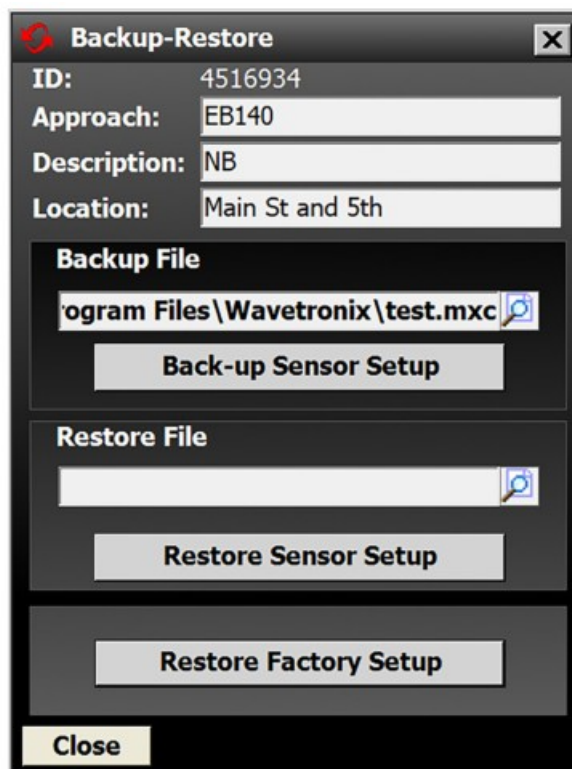 Backup-Restore
ID: 4516934
Approach: EB140
Description: NB
Location: Main St and 5th
Backup File
rogram Files\Wavetronix\test.mxc
Back-up Sensor Setup
Restore File
Restore Sensor Setup
Restore Factory Setup
Close